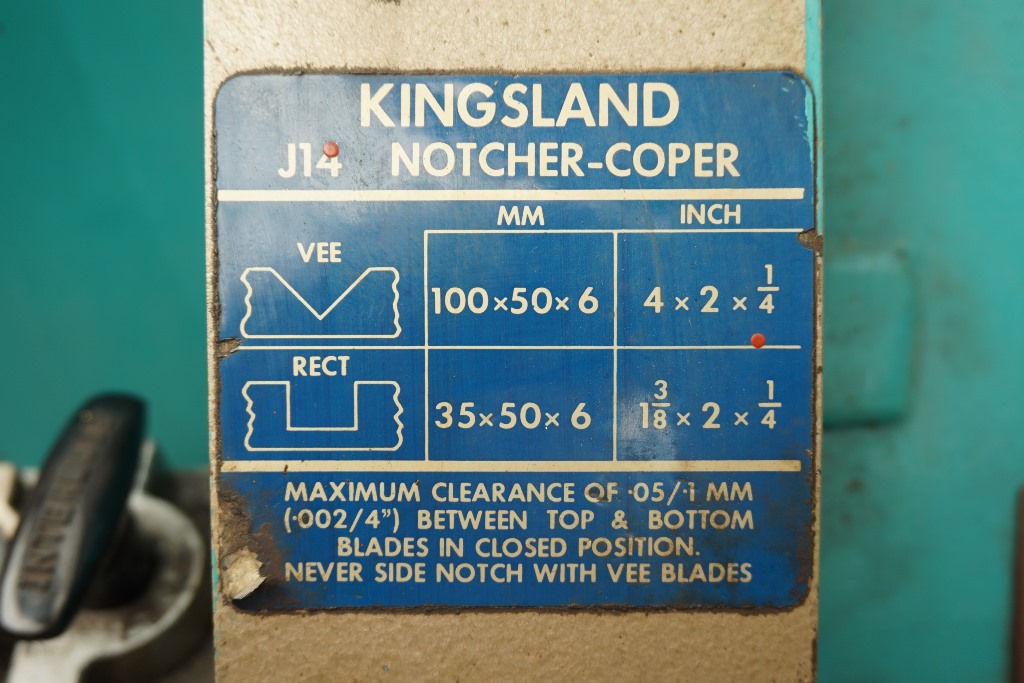 KINGSLAND
J14 NOTCHER-COPER
MM INCH
VEE
100×50×6 4×2×1/4
RECT
35×50×6 1 3/8×2×1/4
MAXIMUM CLEARANCE OF ·05/·1 MM
(·002/4") BETWEEN TOP & BOTTOM
BLADES IN CLOSED POSITION.
NEVER SIDE NOTCH WITH VEE BLADES